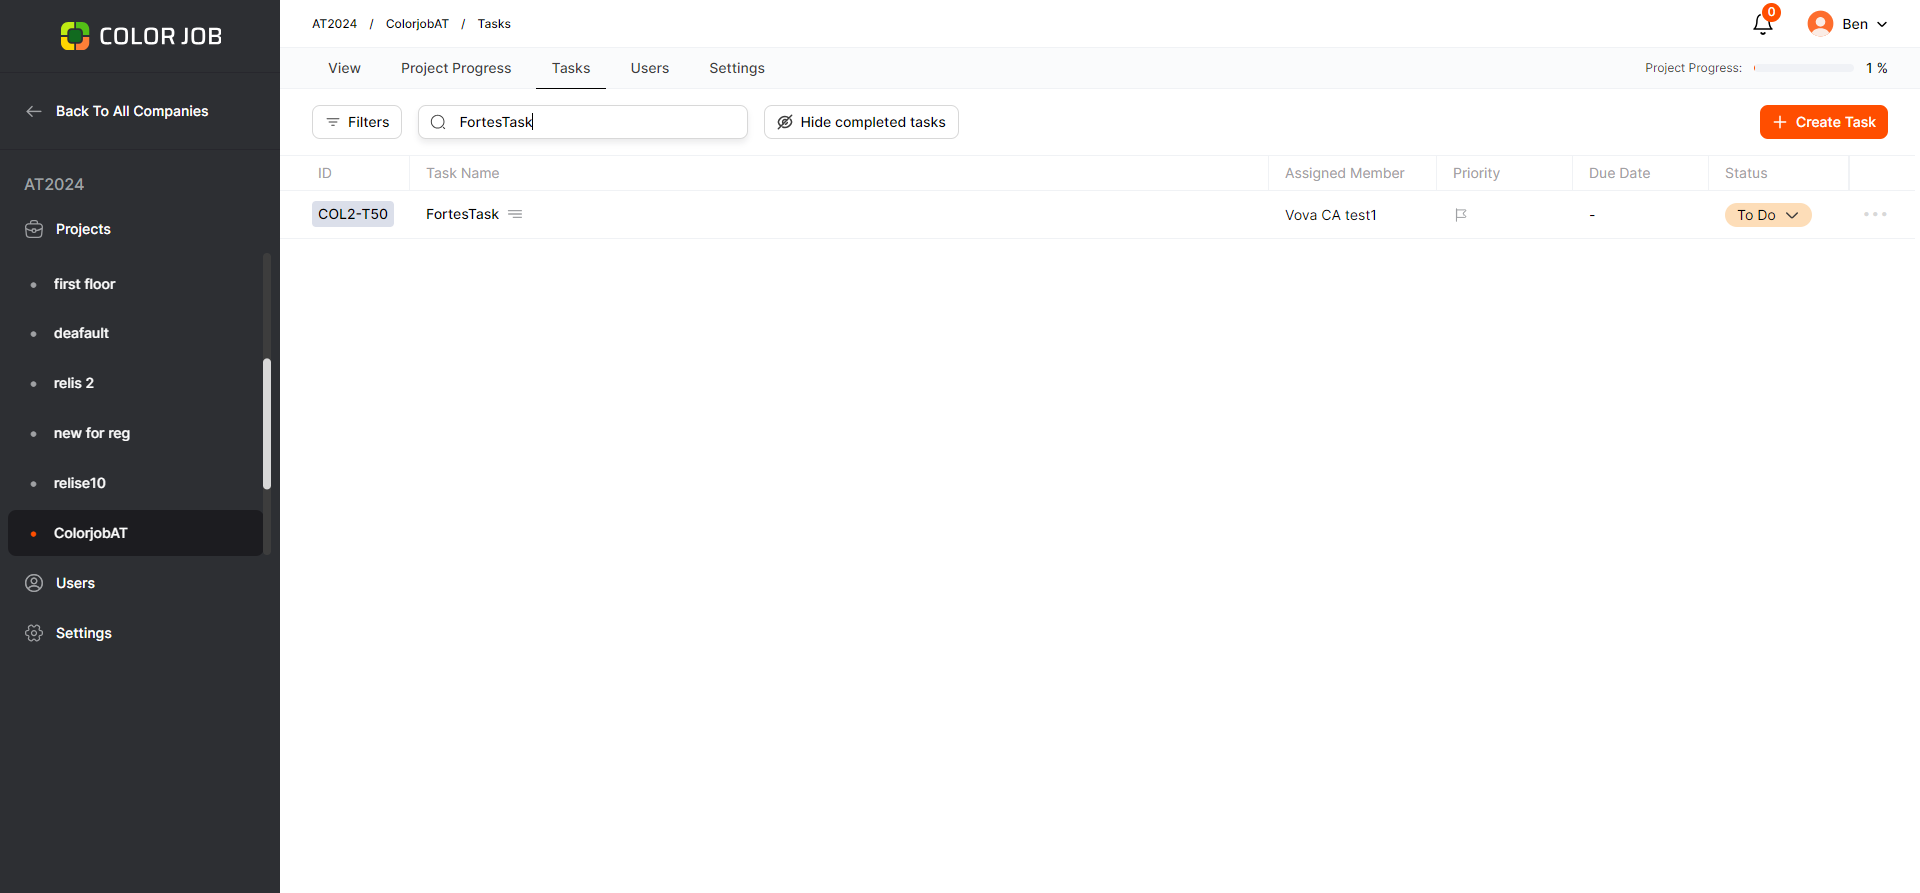 COLOR JOB
Back To All Companies
AT2024
Projects
first floor
deafault
relis 2
new for reg
relise10
ColorjobAT
Users
Settings
AT2024 / ColorjobAT / Tasks
0
Ben
View Project Progress Tasks Users Settings
Project Progress: 1 %
Filters
FortesTask
Hide completed tasks
+ Create Task
ID Task Name Assigned Member Priority Due Date Status
COL2-T50 FortesTask Vova CA test1 - To Do